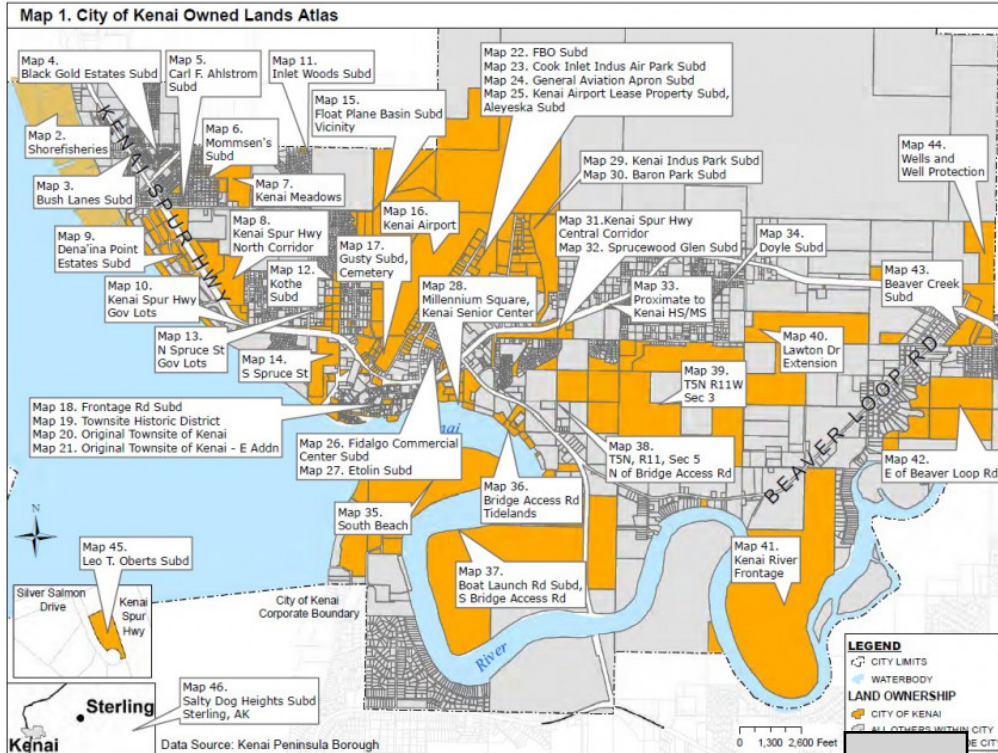 Map 1. City of Kenai Owned Lands Atlas
Map 4.
Black Gold Estates Subd
Map 5.
Carl F. Ahlstrom
Subd
Map 11.
Inlet Woods Subd
Map 22. FBO Subd
Map 23. Cook Inlet Indus Air Park Subd
Map 24. General Aviation Apron Subd
Map 25. Kenai Airport Lease Property Subd,
Aleyeska Subd
Map 15.
Float Plane Basin Subd
Vicinity
Map 2.
Shorefisheries
Map 6.
Mommsen's
Subd
Map 44.
Wells and
Well Protection
Map 29. Kenai Indus Park Subd
Map 30. Baron Park Subd
Map 3.
Bush Lanes Subd
Map 7.
Kenai Meadows
KENAI SPUR HWY
Map 16.
Kenai Airport
Map 8.
Kenai Spur Hwy
North Corridor
Map 31.Kenai Spur Hwy
Central Corridor
Map 32. Sprucewood Glen Subd
Map 34.
Doyle Subd
Map 9.
Dena'ina Point
Estates Subd
Map 17.
Gusty Subd,
Cemetery
Map 12.
Kothe
Subd
Map 28.
Millennium Square,
Kenai Senior Center
Map 33.
Proximate to
Kenai HS/MS
Map 43.
Beaver Creek
Subd
Map 10.
Kenai Spur Hwy
Gov Lots
Map 13.
N Spruce St
Gov Lots
Map 14.
S Spruce St
Map 40.
Lawton Dr
Extension
Map 39.
T5N R11W
Sec 3
BEAVER LOOP RD
Map 18. Frontage Rd Subd
Map 19. Townsite Historic District
Map 20. Original Townsite of Kenai
Map 21. Original Townsite of Kenai - E Addn
Map 26. Fidalgo Commercial
Center Subd
Map 27. Etolin Subd
Map 38.
T5N, R11, Sec 5
N of Bridge Access Rd
Map 42.
E of Beaver Loop Rd
Map 36.
Bridge Access Rd
Tidelands
Map 35.
South Beach
N
Map 45.
Leo T. Oberts Subd
Map 41.
Kenai River
Frontage
Map 37.
Boat Launch Rd Subd,
S Bridge Access Rd
Silver Salmon
Drive
Kenai
Spur
Hwy
City of Kenai
Corporate Boundary
River
LEGEND
CITY LIMITS
WATERBODY
LAND OWNERSHIP
CITY OF KENAI
ALL OTHERS WITHIN CITY
Map 46.
Salty Dog Heights Subd
Sterling, AK
Sterling
Kenai
Data Source: Kenai Peninsula Borough
0 1,300 2,600 Feet